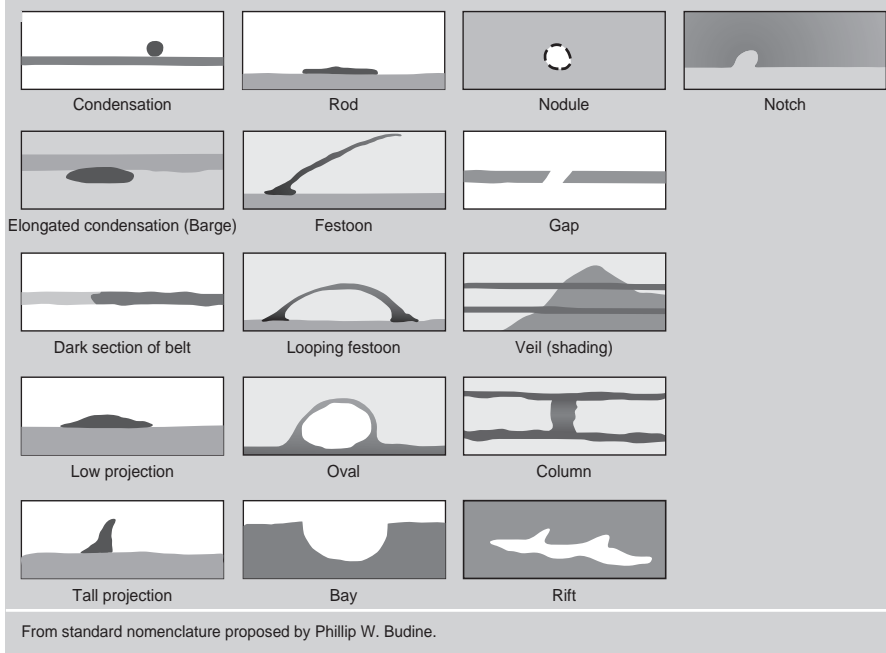 Condensation
Rod
Nodule
Notch
Elongated condensation (Barge)
Festoon
Gap
Dark section of belt
Looping festoon
Veil (shading)
Low projection
Oval
Column
Tall projection
Bay
Rift
From standard nomenclature proposed by Phillip W. Budine.